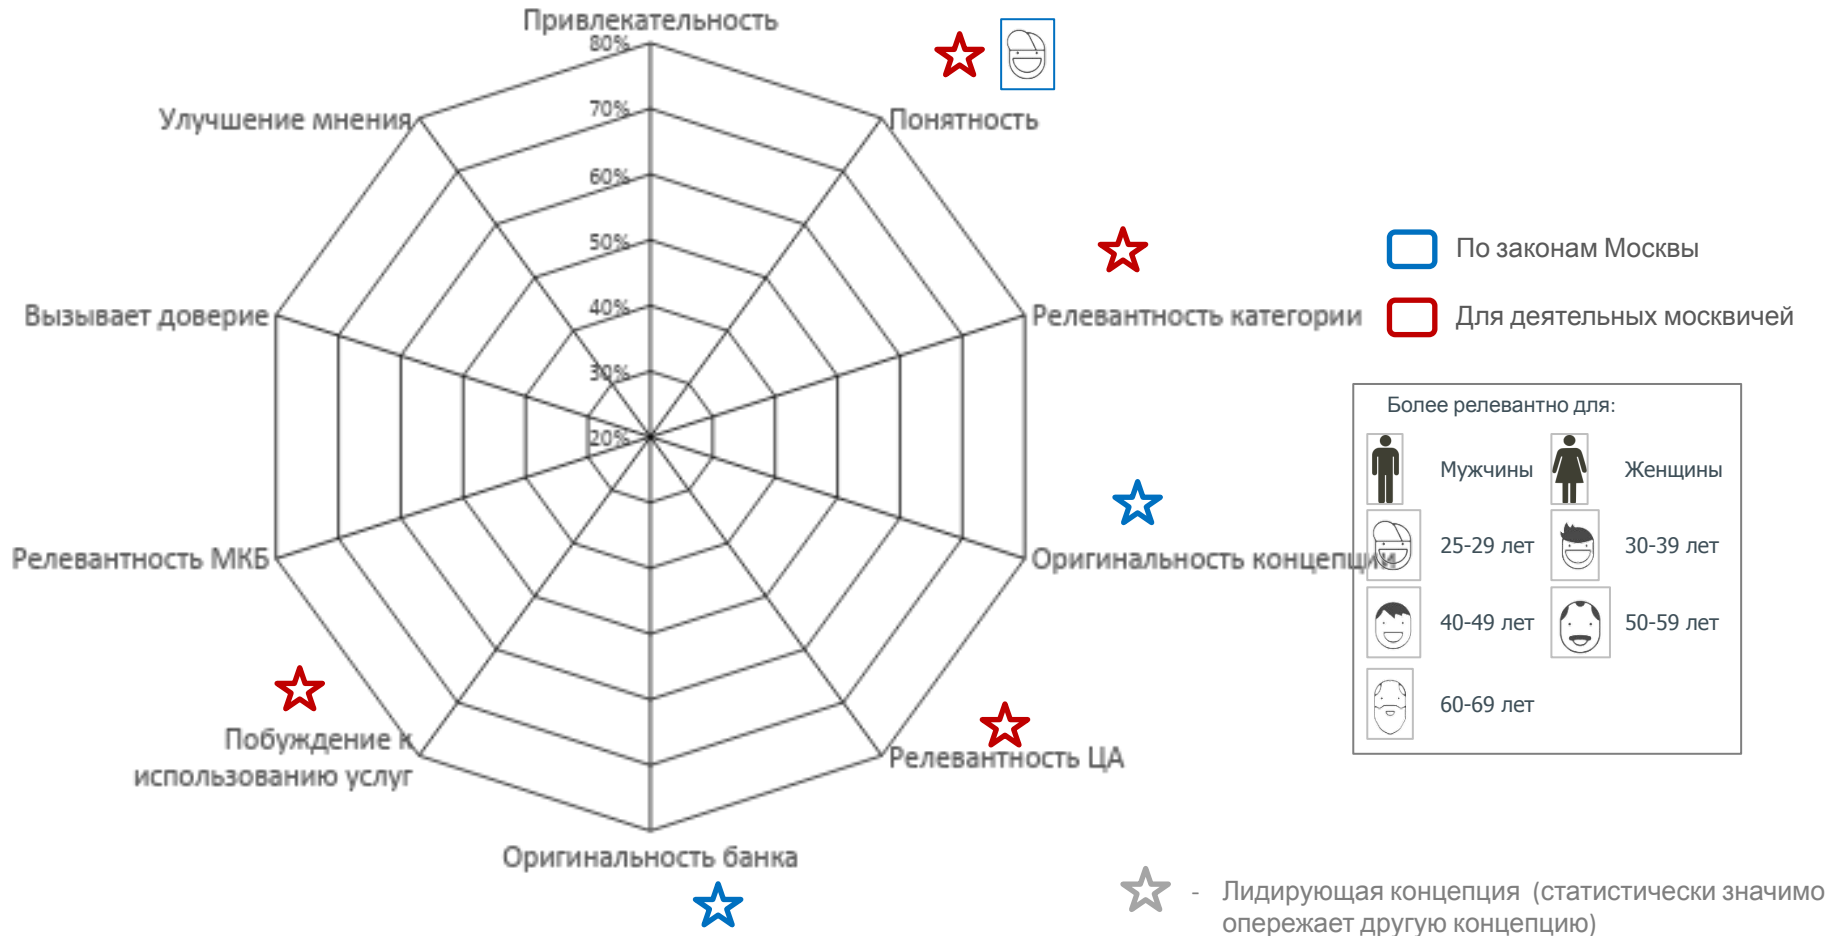 Привлекательность
80%
70%
60%
50%
40%
30%
20%
Понятность
Релевантность категории
Оригинальность концепции
Релевантность ЦА
Оригинальность банка
Побуждение к
использованию услуг
Релевантность МКБ
Вызывает доверие
Улучшение мнения
По законам Москвы
Для деятельных москвичей
Более релевантно для:
Мужчины
Женщины
25-29 лет
30-39 лет
40-49 лет
50-59 лет
60-69 лет
- Лидирующая концепция (статистически значимо
опережает другую концепцию)